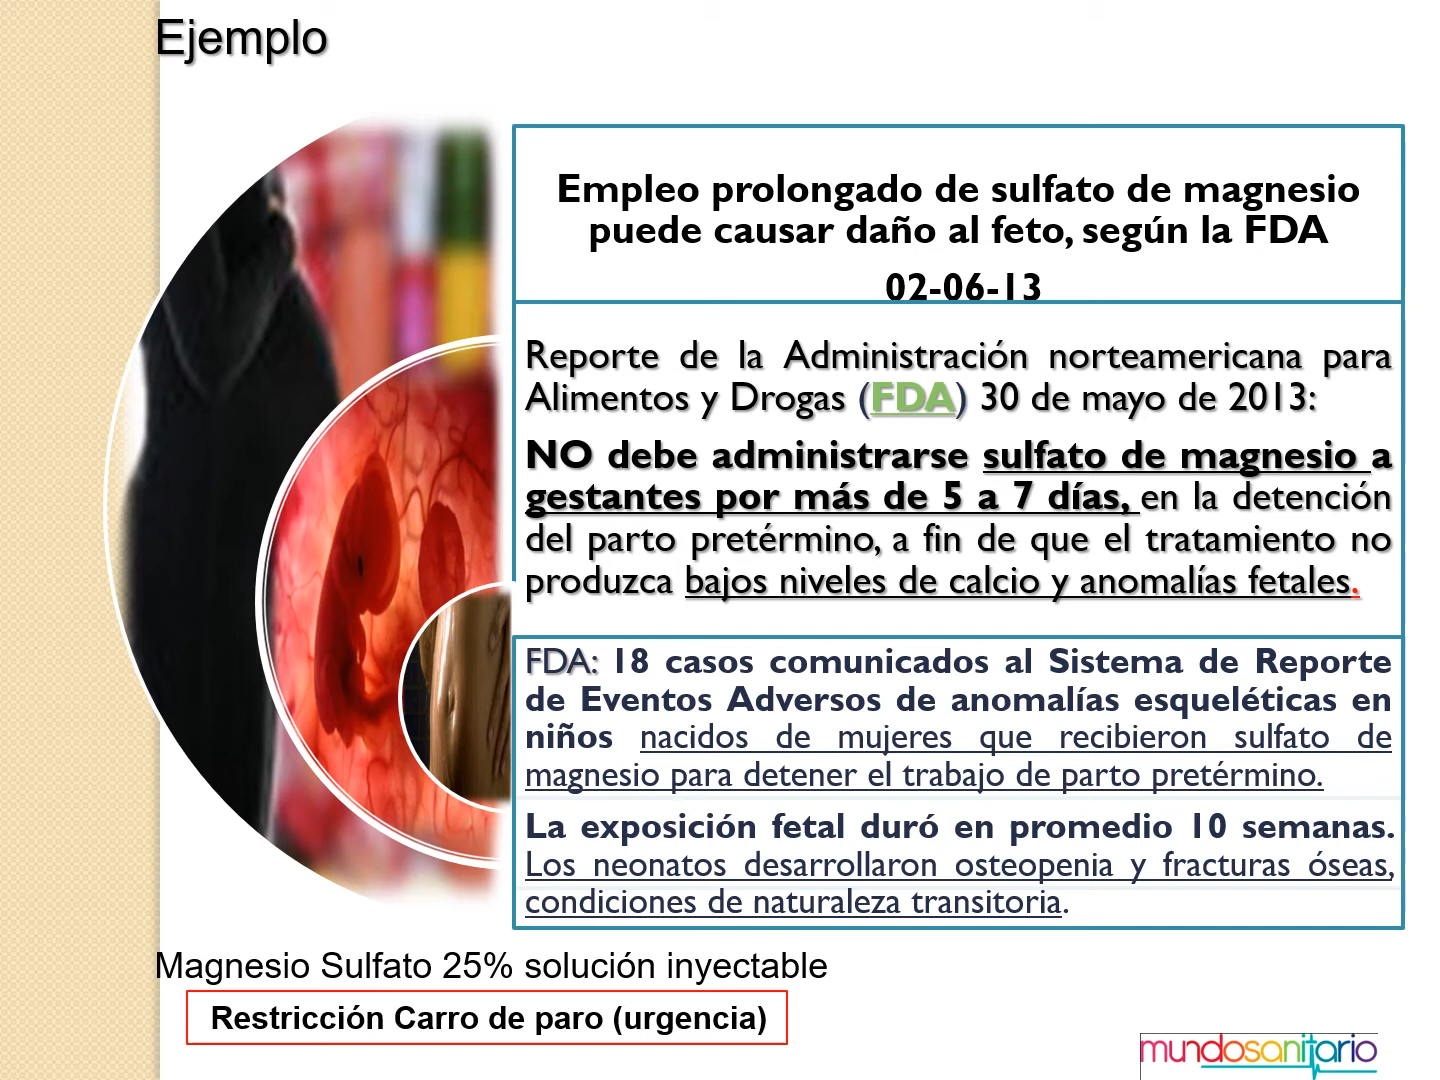 Ejemplo
Empleo prolongado de sulfato de magnesio
puede causar daño al feto, según la FDA
02-06-13
Reporte de la Administración norteamericana para
Alimentos y Drogas (FDA) 30 de mayo de 2013:
NO debe administrarse sulfato de magnesio a
gestantes por más de 5 a 7 días, en la detención
del parto pretérmino, a fin de que el tratamiento no
produzca bajos niveles de calcio y anomalías fetales.
FDA: 18 casos comunicados al Sistema de Reporte
de Eventos Adversos de anomalías esqueléticas en
niños nacidos de mujeres que recibieron sulfato de
magnesio para detener el trabajo de parto pretérmino.
La exposición fetal duró en promedio 10 semanas.
Los neonatos desarrollaron osteopenia y fracturas óseas,
condiciones de naturaleza transitoria.
Magnesio Sulfato 25% solución inyectable
Restricción Carro de paro (urgencia)
mundosanitario